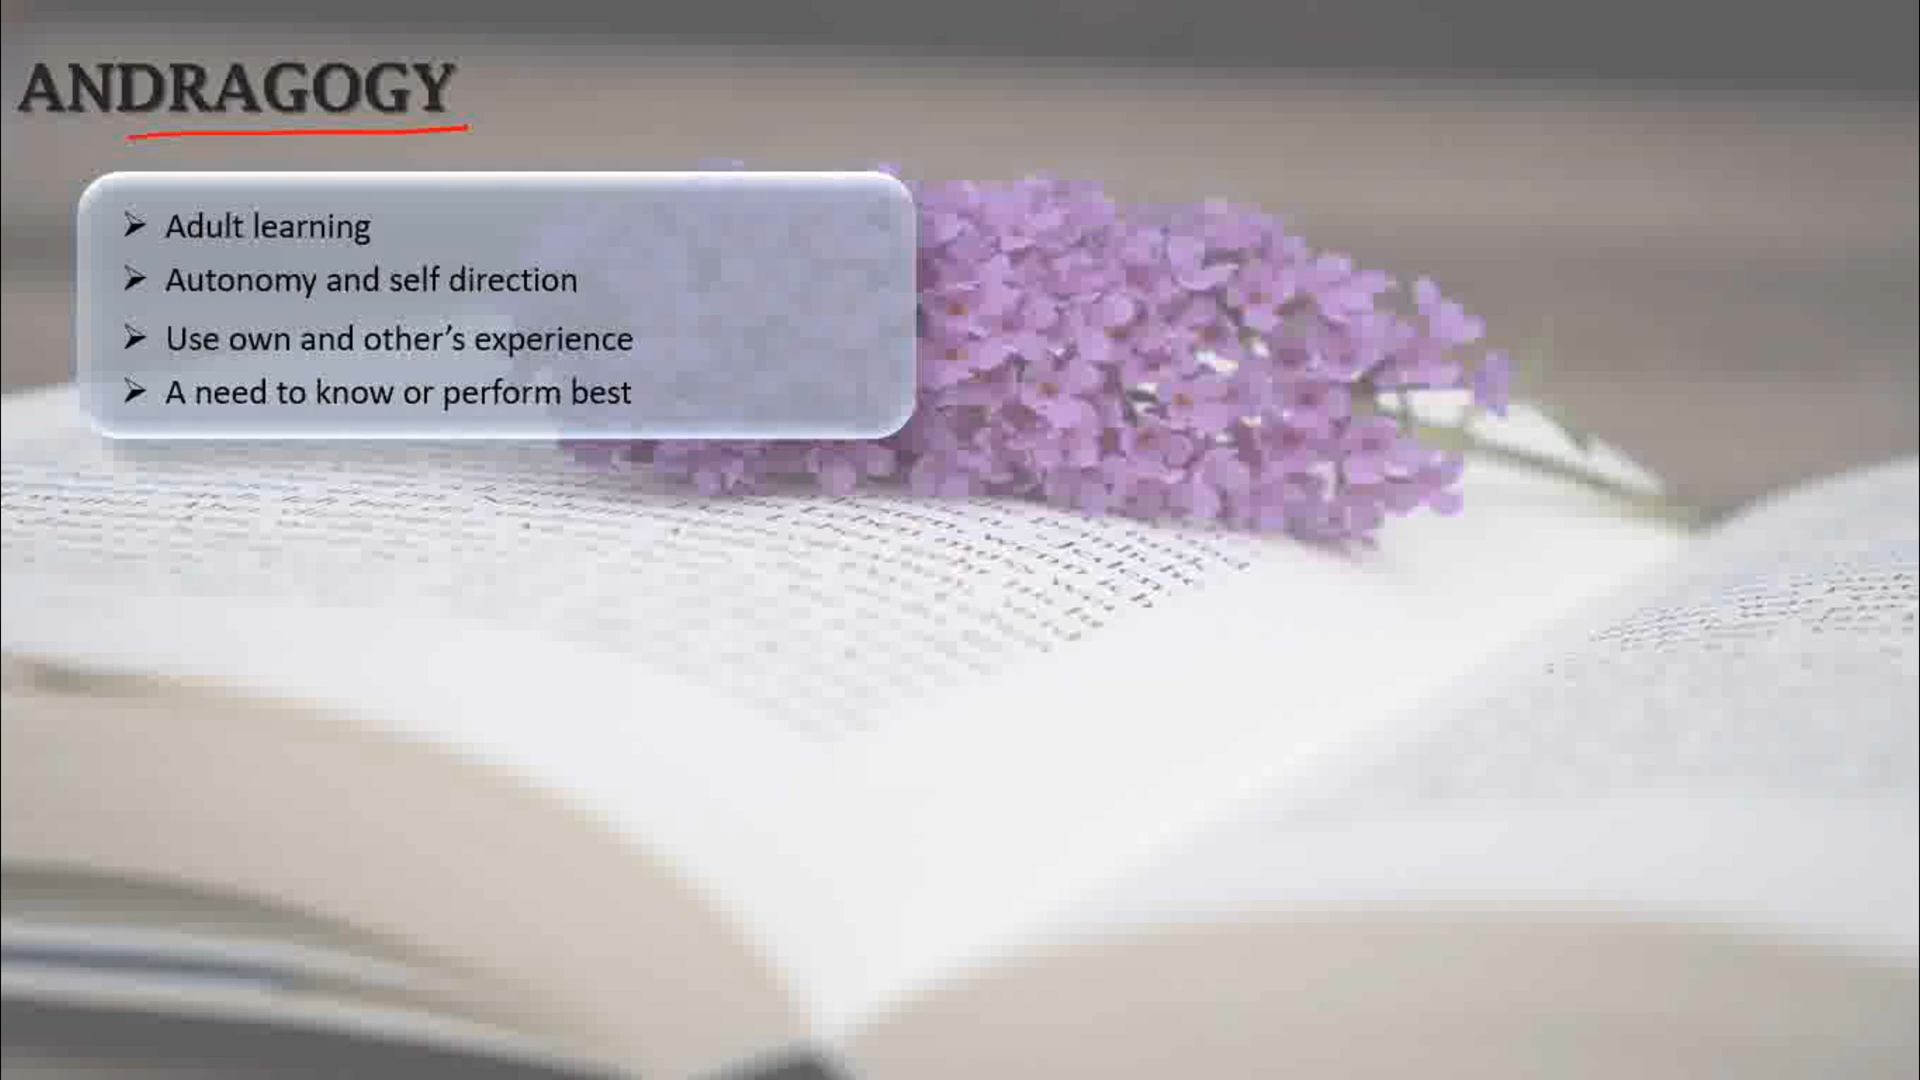 ANDRAGOGY
➢ Adult learning
➢ Autonomy and self direction
➢ Use own and other’s experience
➢ A need to know or perform best